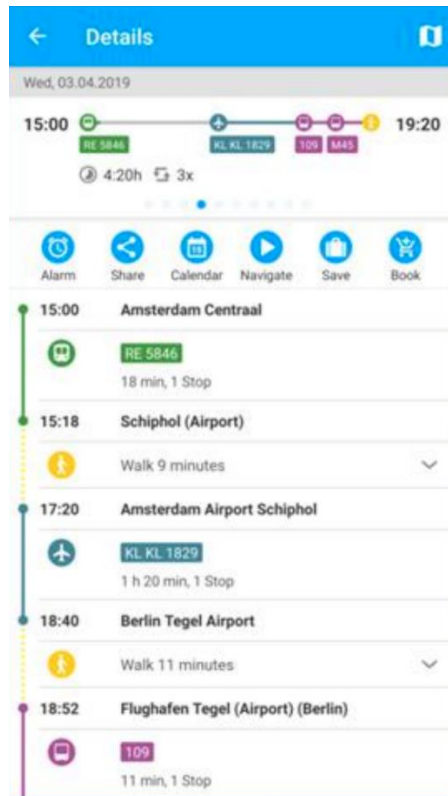 Details
Wed, 03.04.2019
15:00
19:20
RE 5846
KL KL 1829
109
M45
4:20h
3x
Alarm
Share
Calendar
Navigate
Save
Book
15:00 Amsterdam Centraal
RE 5846
18 min, 1 Stop
15:18 Schiphol (Airport)
Walk 9 minutes
17:20 Amsterdam Airport Schiphol
KL KL 1829
1 h 20 min, 1 Stop
18:40 Berlin Tegel Airport
Walk 11 minutes
18:52 Flughafen Tegel (Airport) (Berlin)
109
11 min, 1 Stop